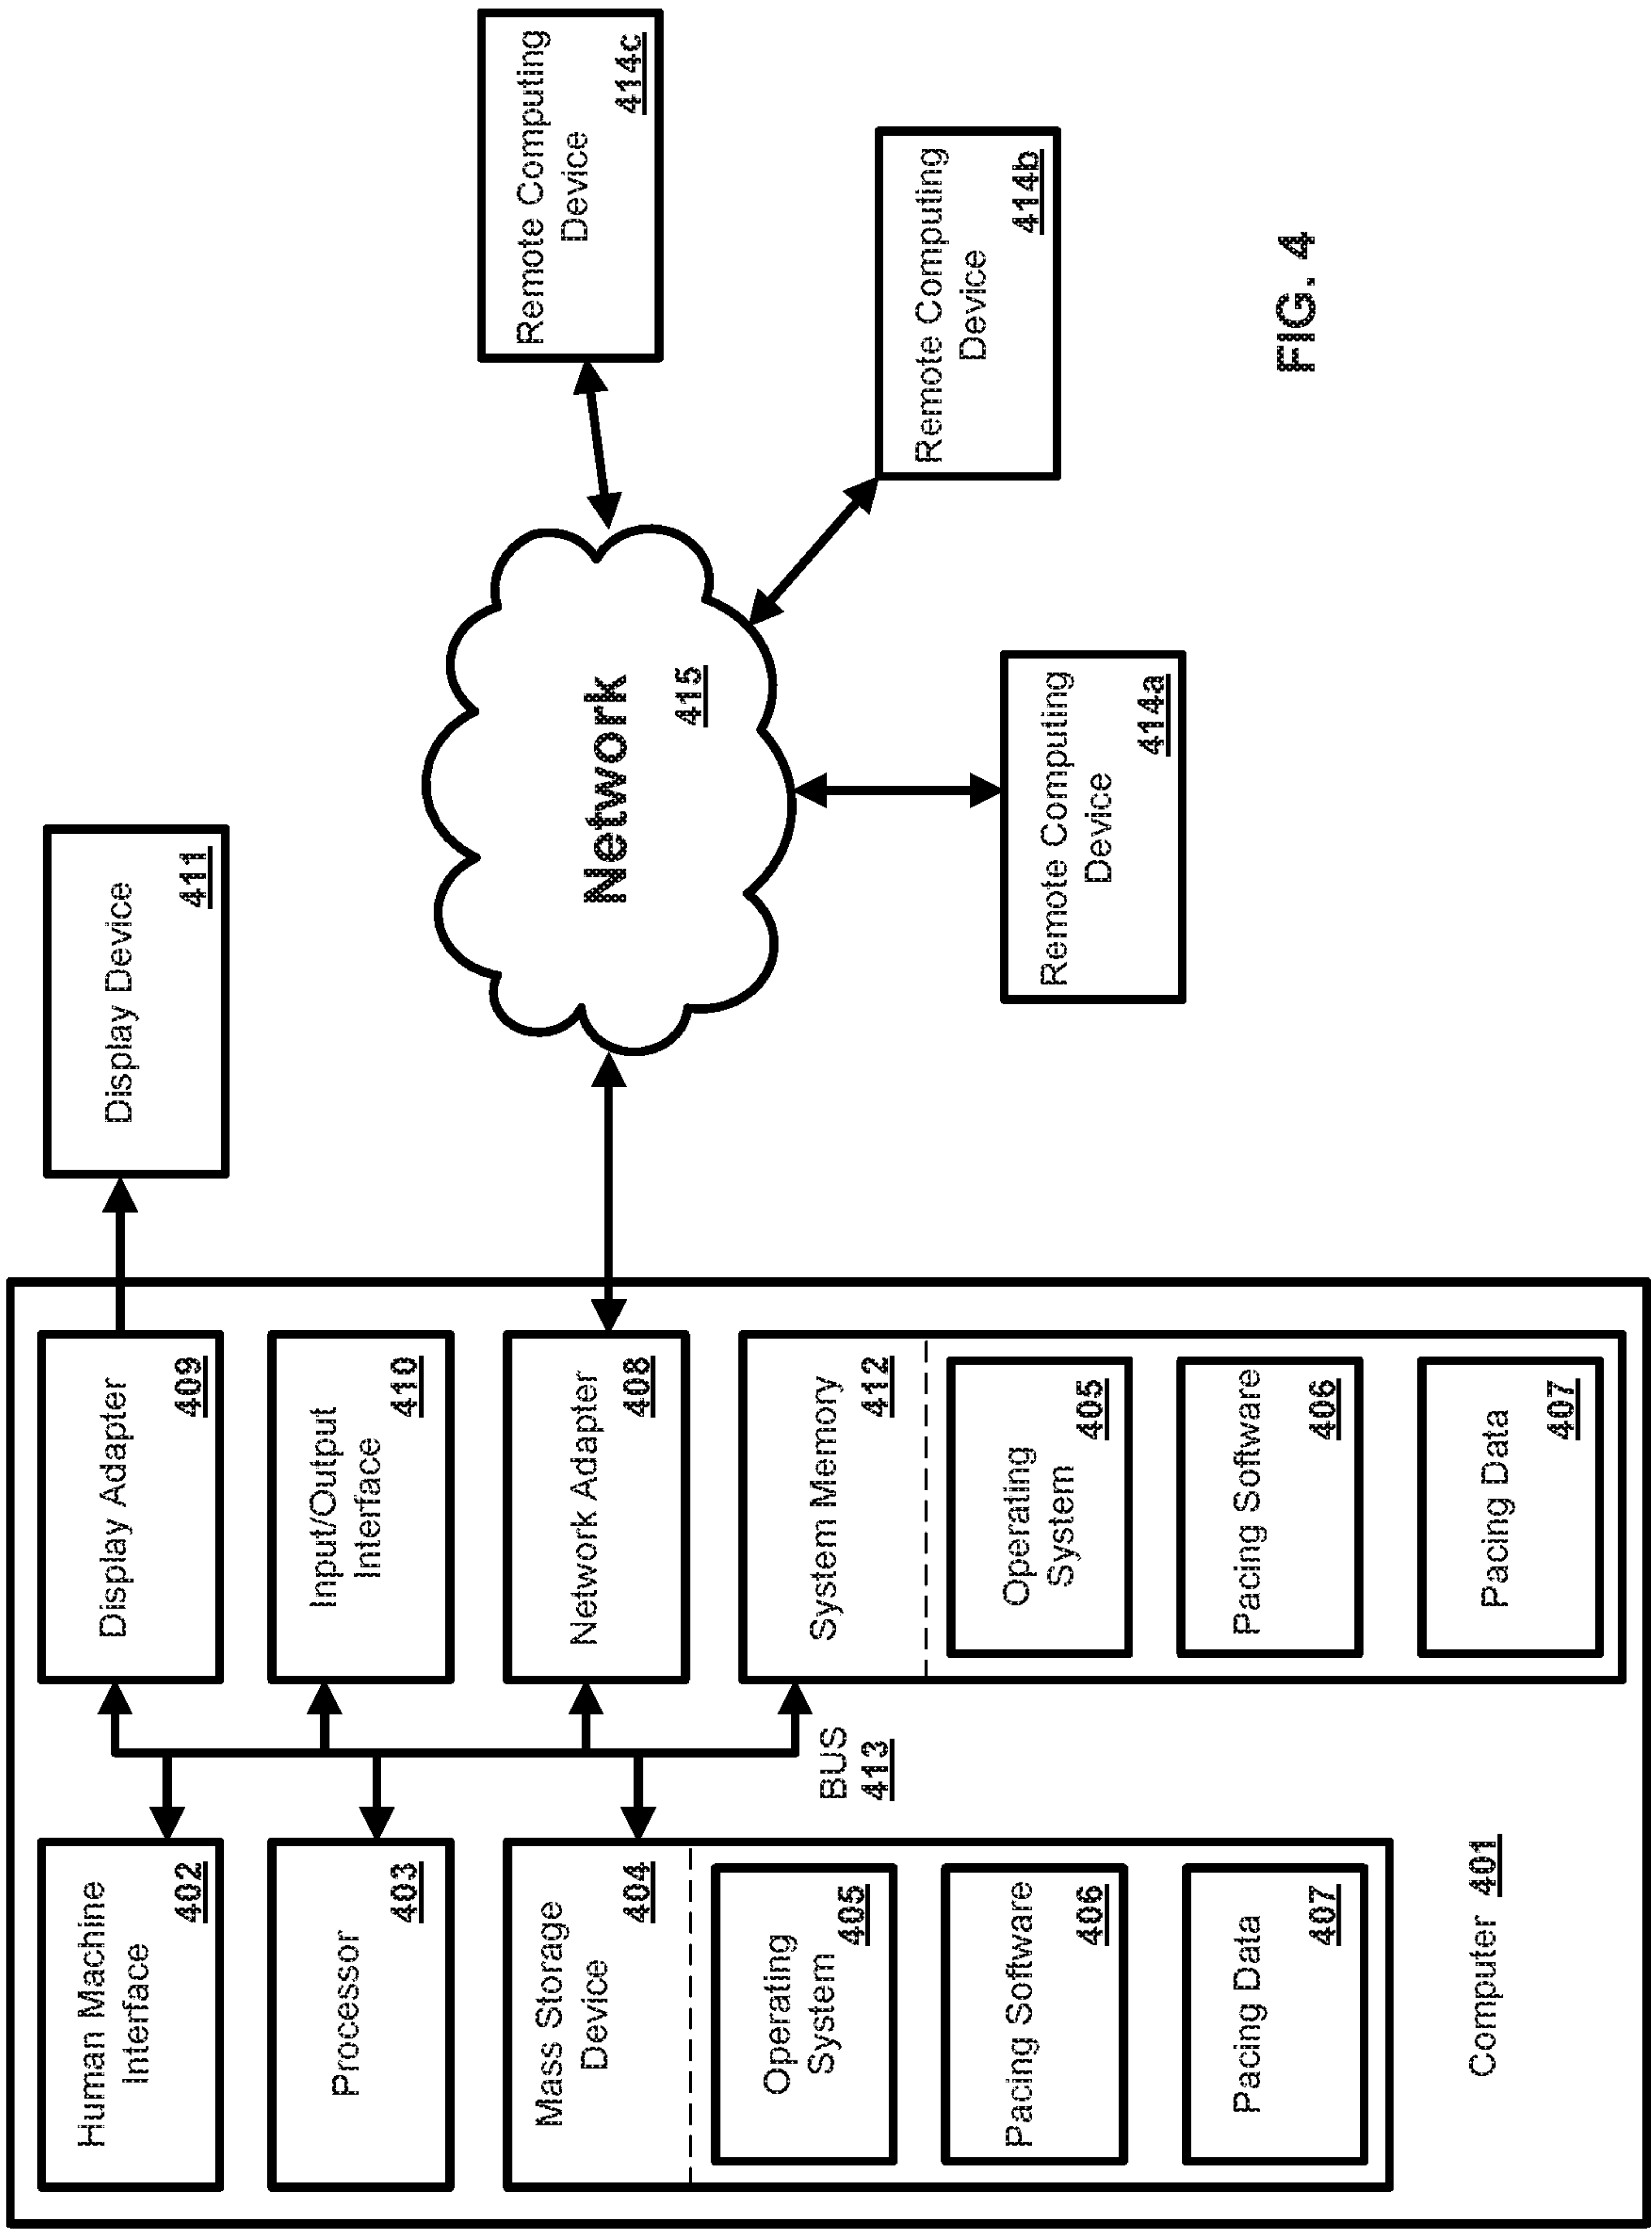 Human Machine
Interface
402
Processor
403
Mass Storage
Device
404
Operating
System
405
Pacing Software
406
Pacing Data
407
Computer 401
BUS
413
Display Adapter
409
Input/Output
Interface
410
Network Adapter
408
System Memory
412
Operating
System
405
Pacing Software
406
Pacing Data
407
Display Device
411
Network
415
Remote Computing
Device
414a
Remote Computing
Device
414b
Remote Computing
Device
414c
FIG. 4